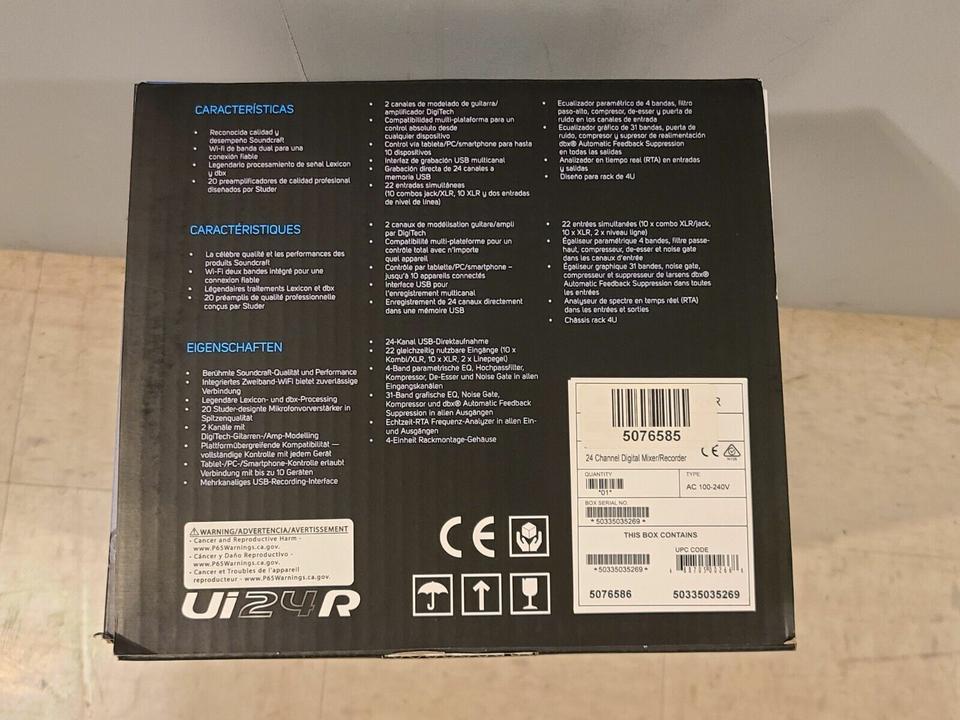 CARACTERÍSTICAS
• Reconocida calidad y
desempeño Soundcraft
• Wi-fi de banda dual para una
conexión fiable
• Legendario procesamiento de señal Lexicon
y dbx
• 20 preamplificadores de calidad profesional
diseñados por Studer
• 2 canales de modelado de guitarra/
amplificador DigiTech
• Compatibilidad multi-plataforma para un
control absoluto desde
cualquier dispositivo
• Control vía tableta/PC/smartphone para hasta
10 dispositivos
• Interfaz de grabación USB multicanal
• Grabación directa de 24 canales a
memoria USB
• 22 entradas simultáneas
(10 combos jack/XLR, 10 XLR y dos entradas
de nivel de línea)
• Ecualizador paramétrico de 4 bandas, filtro
paso-alto, compresor, de-esser y puerta de
ruido en los canales de entrada
• Ecualizador gráfico de 31 bandas, puerta de
ruido, compresor y supresor de realimentación
dbx® Automatic Feedback Suppression
en todas las salidas
• Analizador en tiempo real (RTA) en entradas
y salidas
• Diseño para rack de 4U
CARACTÉRISTIQUES
• La célèbre qualité et les performances des
produits Soundcraft
• Wi-Fi deux bandes intégré pour une
connexion fiable
• Légendaires traitements Lexicon et dbx
• 20 préamplis de qualité professionnelle
conçus par Studer
• 2 canaux de modélisation guitare/ampli
par DigiTech
• Compatibilité multi-plateforme pour un
contrôle total avec n'importe
quel appareil
• Contrôle par tablette/PC/smartphone –
jusqu'à 10 appareils connectés
• Interface USB pour
l'enregistrement multicanal
• Enregistrement de 24 canaux directement
dans une mémoire USB
• 22 entrées simultanées (10 x combo XLR/jack,
10 x XLR, 2 x niveau ligne)
• Égaliseur paramétrique 4 bandes, filtre passe-
haut, compresseur, de-esser et noise gate
dans les canaux d'entrée
• Égaliseur graphique 31 bandes, noise gate,
compresseur et suppresseur de larsens dbx®
Automatic Feedback Suppression dans toutes
les entrées
• Analyseur de spectre en temps réel (RTA)
dans les entrées et sorties
• Châssis rack 4U
EIGENSCHAFTEN
• Berühmte Soundcraft-Qualität und Performance
• Integriertes Zweiband-WiFi bietet zuverlässige
Verbindung
• Legendäre Lexicon- und dbx-Processing
• 20 Studer-designte Mikrofonvorverstärker in
Spitzenqualität
• 2 Kanäle mit
DigiTech-Gitarren-/Amp-Modelling
• Plattformübergreifende Kompatibilität —
vollständige Kontrolle mit jedem Gerät
• Tablet-/PC-/Smartphone-Kontrolle erlaubt
Verbindung mit bis zu 10 Geräten
• Mehrkanaliges USB-Recording-Interface
• 24-Kanal USB-Direktaufnahme
• 22 gleichzeitig nutzbare Eingänge (10 x
Kombi/XLR, 10 x XLR, 2 x Linepegel)
• 4-Band parametrische EQ, Hochpassfilter,
Kompressor, De-Esser und Noise Gate in allen
Eingangskanälen
• 31-Band grafische EQ, Noise Gate,
Kompressor und dbx® Automatic Feedback
Suppression in allen Ausgängen
• Echtzeit-RTA Frequenz-Analyzer in allen Ein-
und Ausgängen
• 4-Einheit Rackmontage-Gehäuse
WARNING/ADVERTENCIA/AVERTISSEMENT
- Cancer and Reproductive Harm -
www.P65Warnings.ca.gov.
- Cáncer y Daño Reproductivo -
www.P65Warnings.ca.gov.
- Cancer et Troubles de l'appareil
reproducteur - www.P65Warnings.ca.gov.
Ui24R
CE
R
5076585
24 Channel Digital Mixer/Recorder
CE
QUANTITY
*01*
TYPE
AC 100-240V
BOX SERIAL NO.
*50335035269*
THIS BOX CONTAINS
UPC CODE
*50335035269*
5076586
50335035269